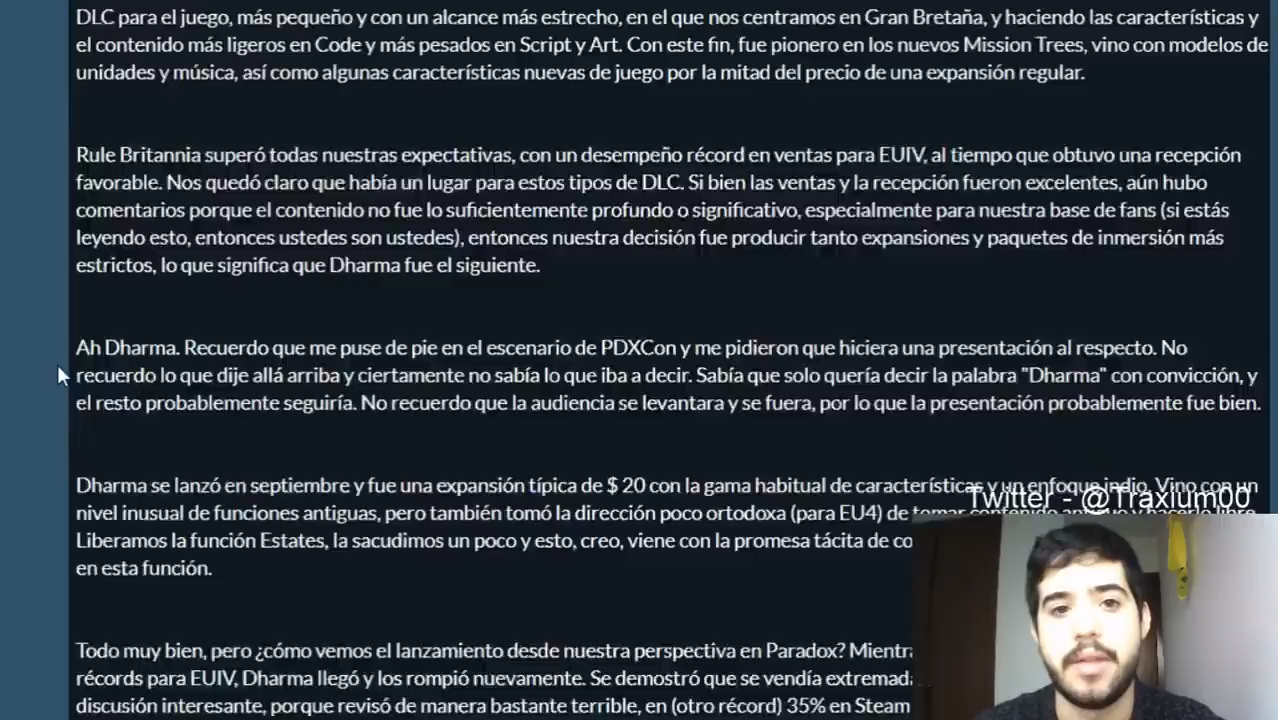 DLC para el juego, más pequeño y con un alcance más estrecho, en el que nos centramos en Gran Bretaña, y haciendo las características y
el contenido más ligeros en Code y más pesados en Script y Art. Con este fin, fue pionero en los nuevos Mission Trees, vino con modelos de
unidades y música, así como algunas características nuevas de juego por la mitad del precio de una expansión regular.
Rule Britannia superó todas nuestras expectativas, con un desempeño récord en ventas para EUIV, al tiempo que obtuvo una recepción
favorable. Nos quedó claro que había un lugar para estos tipos de DLC. Si bien las ventas y la recepción fueron excelentes, aún hubo
comentarios porque el contenido no fue lo suficientemente profundo o significativo, especialmente para nuestra base de fans (si estás
leyendo esto, entonces ustedes son ustedes), entonces nuestra decisión fue producir tanto expansiones y paquetes de inmersión más
estrictos, lo que significa que Dharma fue el siguiente.
Ah Dharma. Recuerdo que me puse de pie en el escenario de PDXCon y me pidieron que hiciera una presentación al respecto. No
recuerdo lo que dije allá arriba y ciertamente no sabía lo que iba a decir. Sabía que solo quería decir la palabra "Dharma" con convicción, y
el resto probablemente seguiría. No recuerdo que la audiencia se levantara y se fuera, por lo que la presentación probablemente fue bien.
Dharma se lanzó en septiembre y fue una expansión típica de $ 20 con la gama habitual de características y un enfoque indio. Vino con un
Twitter - @Traxium00
nivel inusual de funciones antiguas, pero también tomó la dirección poco ortodoxa (para EU4) de tomar contenido antiguo y hacerlo libre.
Liberamos la función Estates, la sacudimos un poco y esto, creo, viene con la promesa tácita de co
en esta función.
Todo muy bien, pero ¿cómo vemos el lanzamiento desde nuestra perspectiva en Paradox? Mientra
récords para EUIV, Dharma llegó y los rompió nuevamente. Se demostró que se vendía extremada
discusión interesante, porque revisó de manera bastante terrible, en (otro récord) 35% en Steam